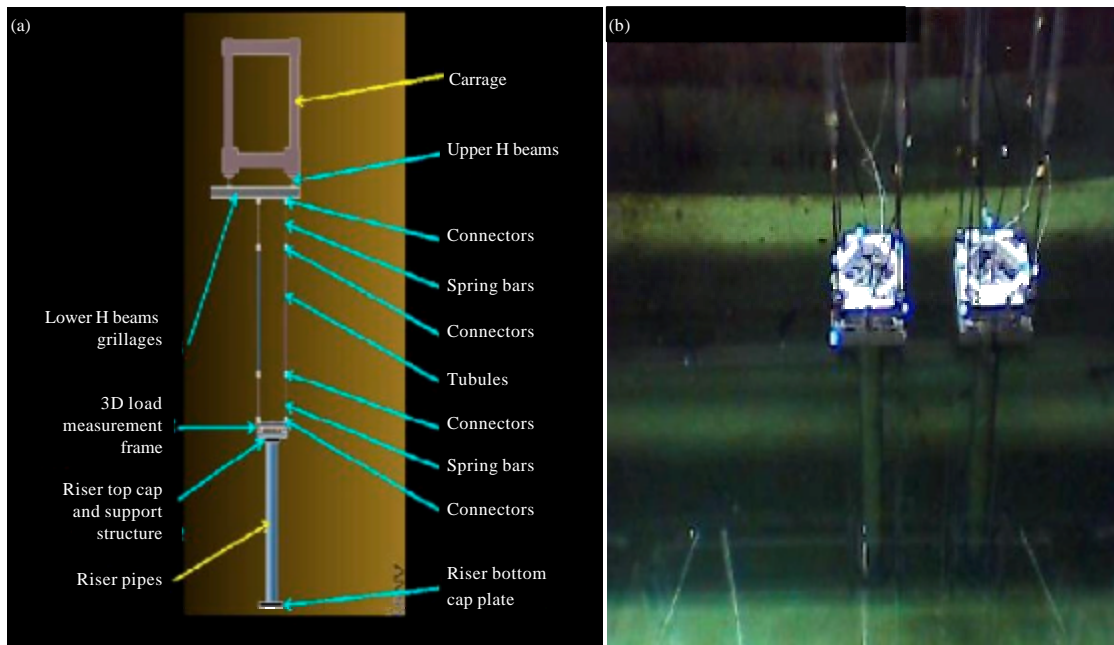 (a)
(b)
Carrage
Upper H beams
Connectors
Spring bars
Connectors
Lower H beams
grillages
Tubules
3D load
measurement
frame
Connectors
Spring bars
Riser top cap
and support
structure
Connectors
Riser pipes
Riser bottom
cap plate